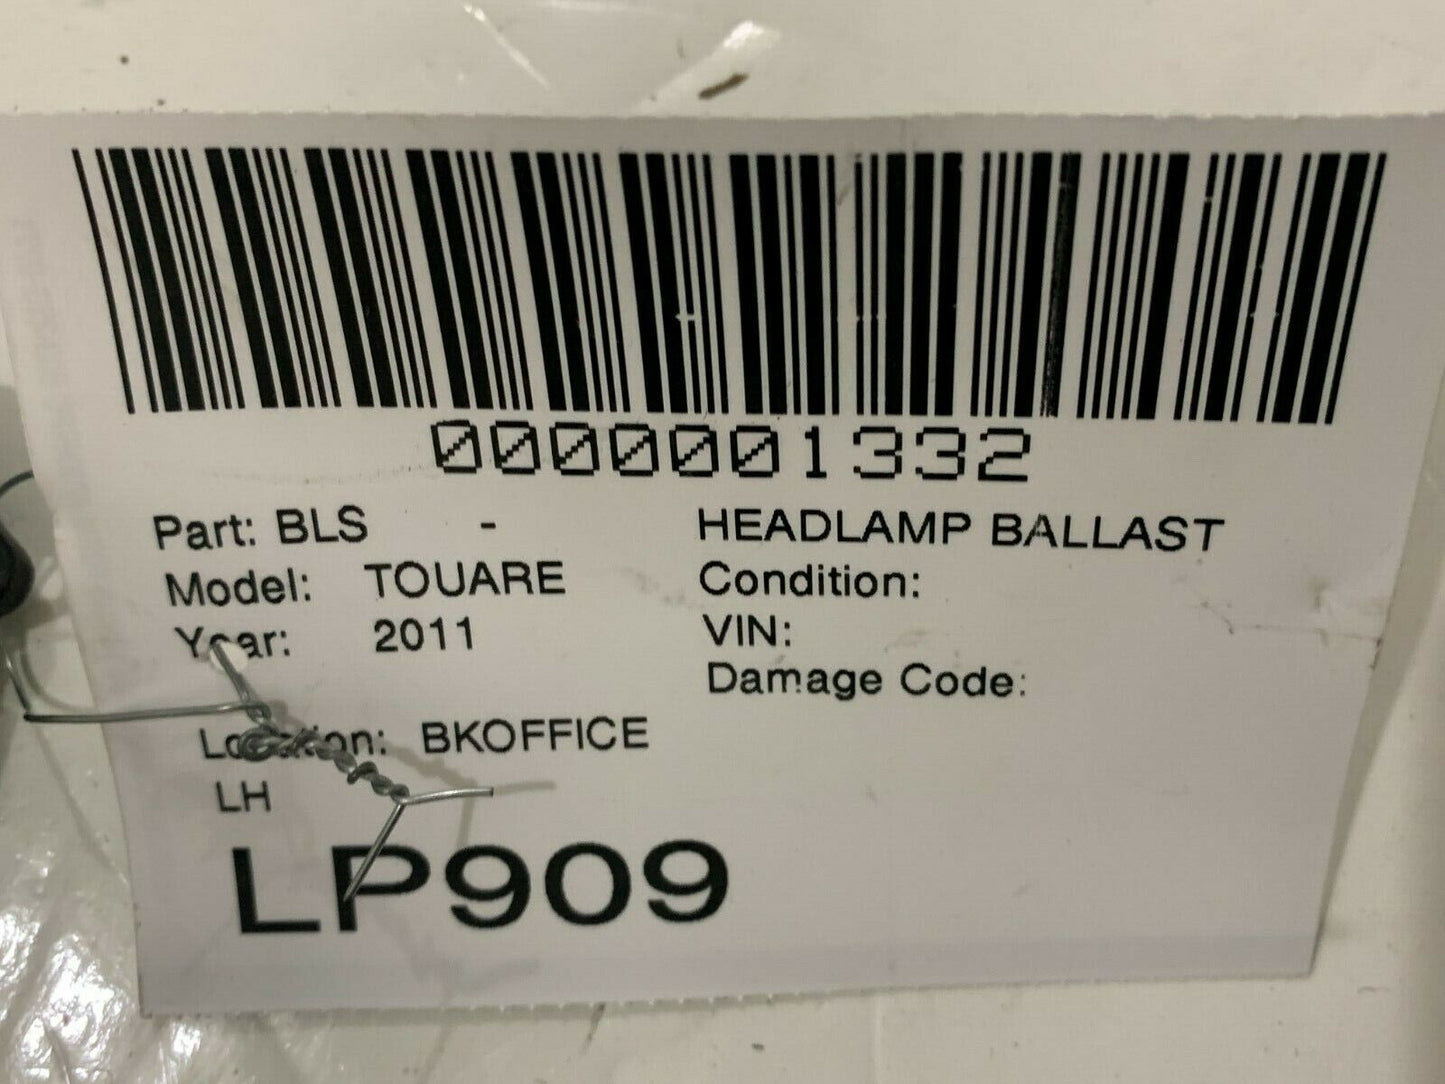 0000001332
Part: BLS - HEADLAMP BALLAST
Model: TOUARE Condition:
Year: 2011 VIN:
Damage Code:
Location: BKOFFICE
LH
LP909